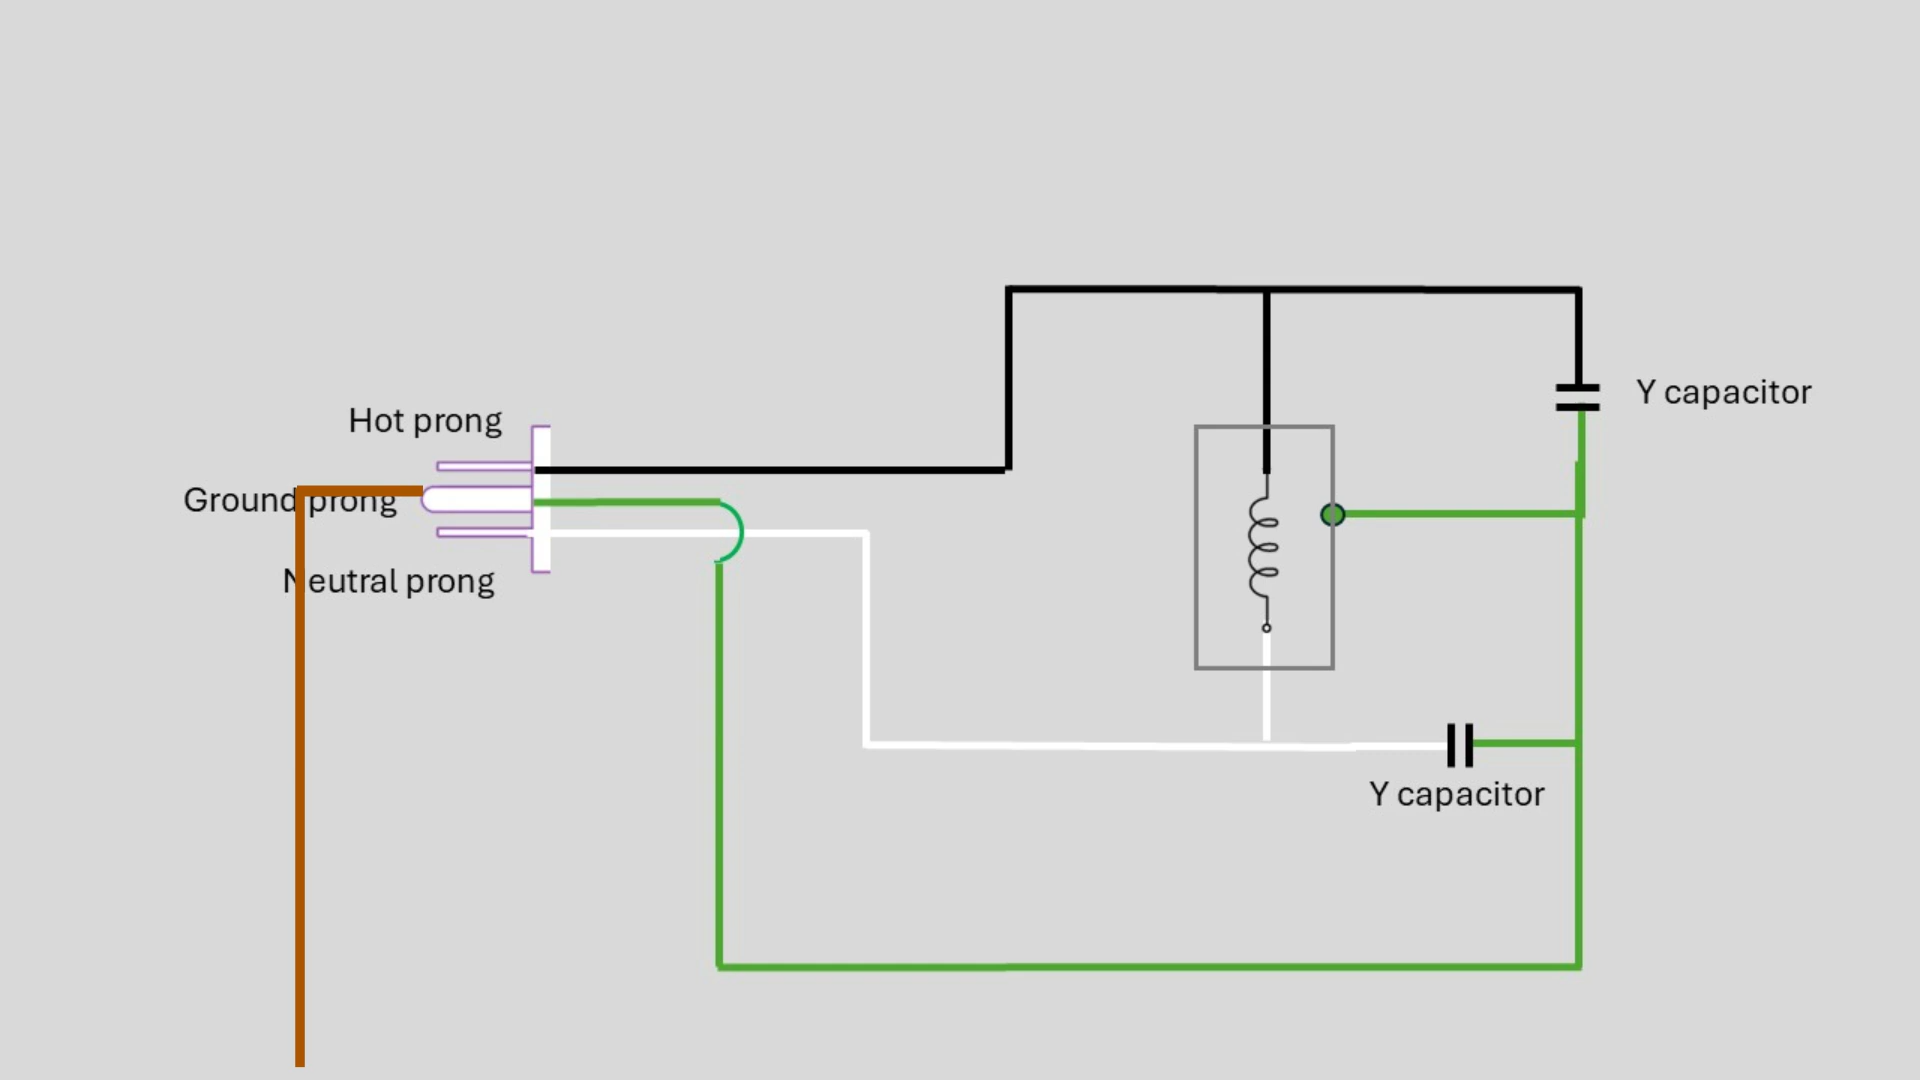 Hot prong
Y capacitor
Ground prong
Neutral prong
Y capacitor